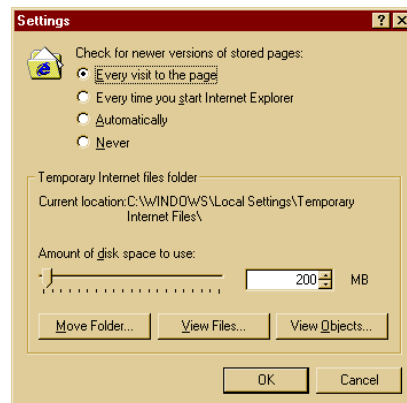 Settings
Check for newer versions of stored pages:
Every visit to the page
Every time you start Internet Explorer
Automatically
Never
Temporary Internet files folder
Current location: C:\WINDOWS\Local Settings\Temporary
Internet Files\
Amount of disk space to use:
200 MB
Move Folder... View Files... View Objects...
OK Cancel